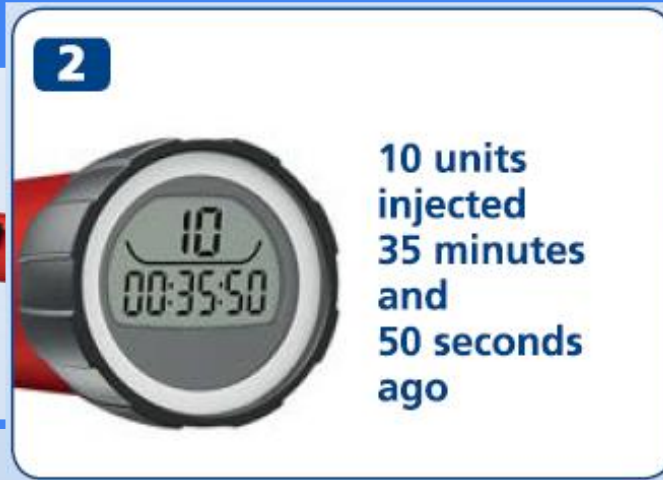 2
10
00:35:50
10 units
injected
35 minutes
and
50 seconds
ago